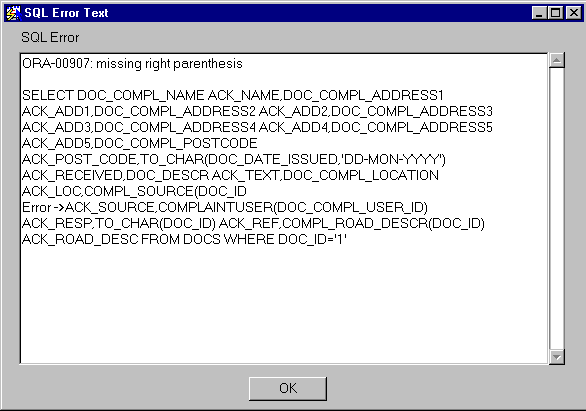 SQL Error Text
SQL Error
ORA-00907: missing right parenthesis
SELECT DOC_COMPL_NAME ACK_NAME,DOC_COMPL_ADDRESS1
ACK_ADD1,DOC_COMPL_ADDRESS2 ACK_ADD2,DOC_COMPL_ADDRESS3
ACK_ADD3,DOC_COMPL_ADDRESS4 ACK_ADD4,DOC_COMPL_ADDRESS5
ACK_ADD5,DOC_COMPL_POSTCODE
ACK_POST_CODE,TO_CHAR(DOC_DATE_ISSUED,'DD-MON-YYYY')
ACK_RECEIVED,DOC_DESCR ACK_TEXT,DOC_COMPL_LOCATION
ACK_LOC,COMPL_SOURCE(DOC_ID
Error->ACK_SOURCE,COMPLAINTUSER(DOC_COMPL_USER_ID)
ACK_RESP,TO_CHAR(DOC_ID) ACK_REF,COMPL_ROAD_DESCR(DOC_ID)
ACK_ROAD_DESC FROM DOCS WHERE DOC_ID='1'
OK